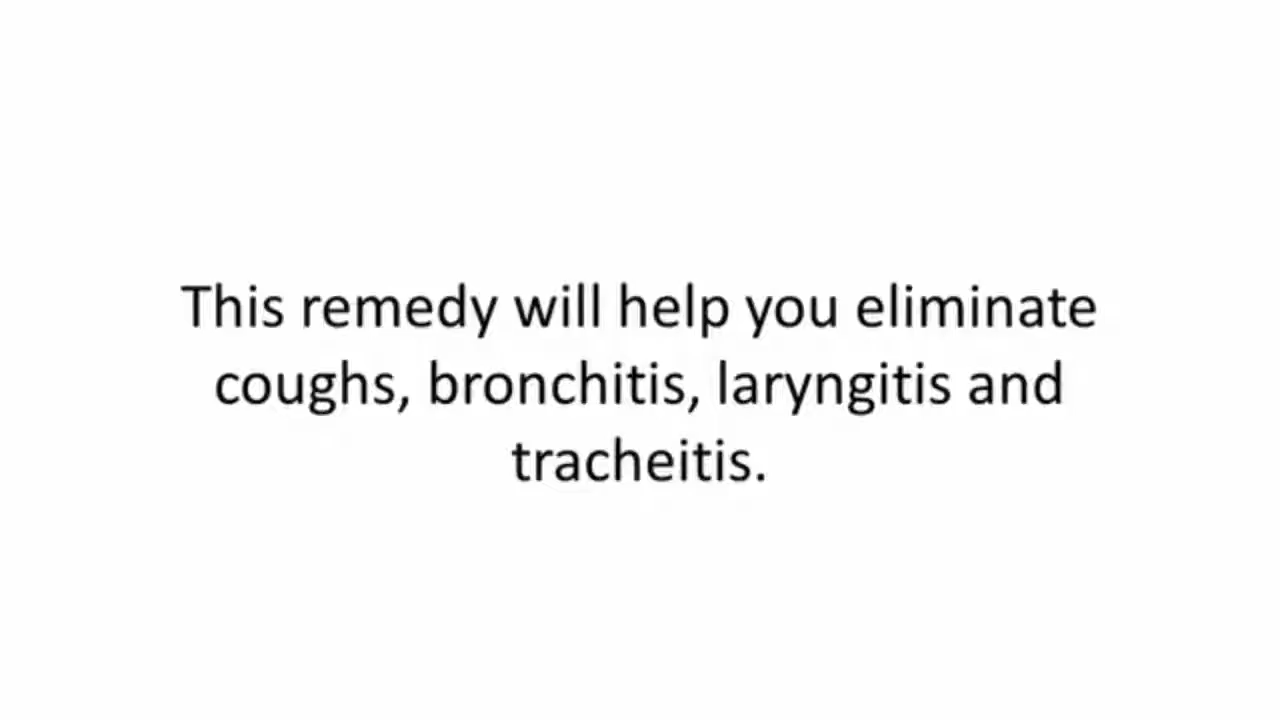 This remedy will help you eliminate
coughs, bronchitis, laryngitis and
tracheitis.